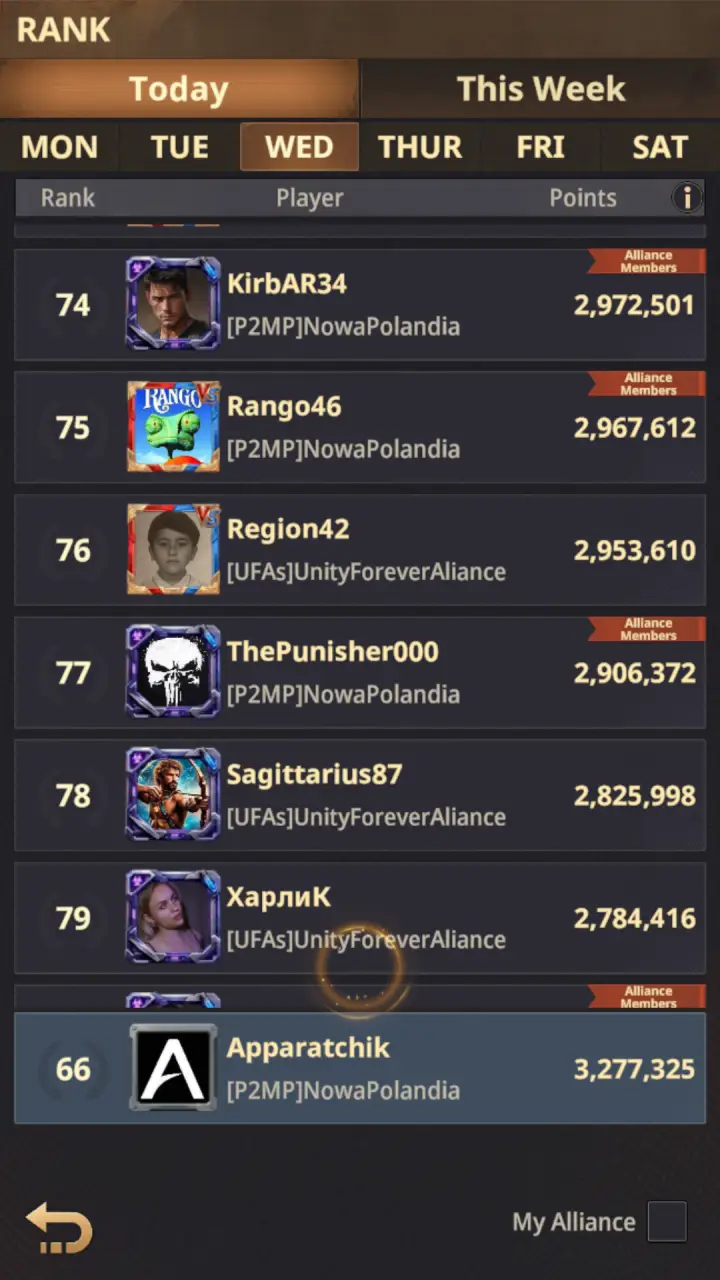 RANK
Today
This Week
MON TUE WED THUR FRI SAT
Rank Player Points i
Alliance
Members
74
KirbAR34
[P2MP]NowaPolandia
2,972,501
Alliance
Members
75
RANGO
VS
Rango46
[P2MP]NowaPolandia
2,967,612
76
VS
Region42
[UFAs]UnityForeverAliance
2,953,610
Alliance
Members
77
ThePunisher000
[P2MP]NowaPolandia
2,906,372
78
Sagittarius87
[UFAs]UnityForeverAliance
2,825,998
79
ХарлиК
[UFAs]UnityForeverAliance
2,784,416
Alliance
Members
66
A
Apparatchik
[P2MP]NowaPolandia
3,277,325
My Alliance